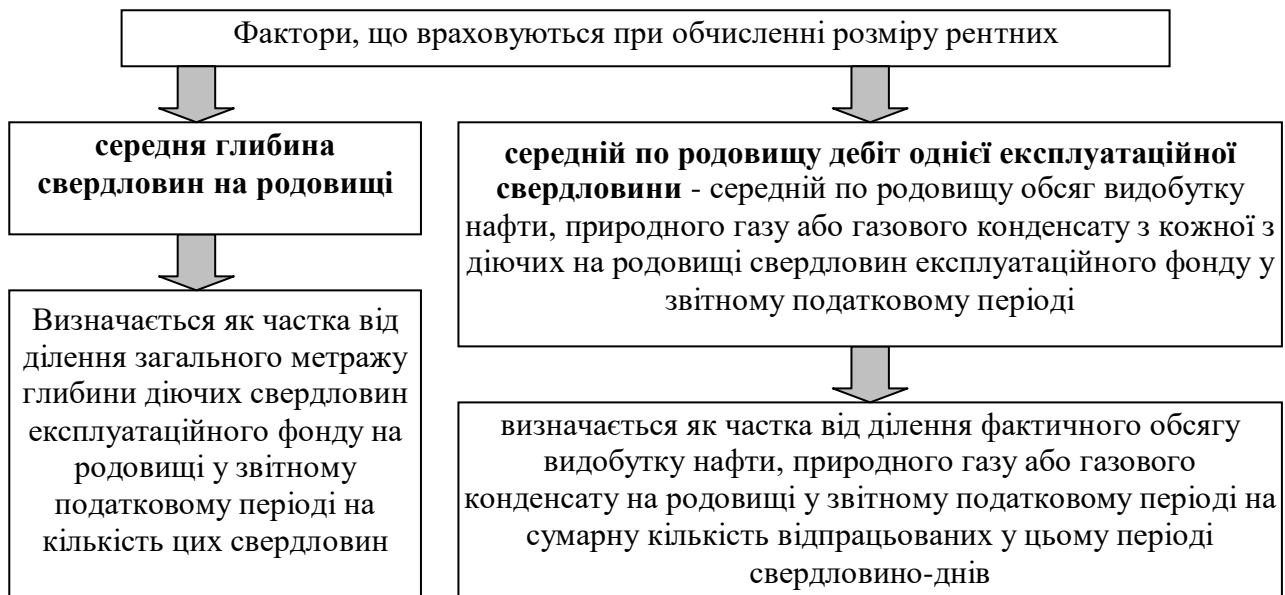 Фактори, що враховуються при обчисленні розміру рентних
середня глибина
свердловин на родовищі
Визначається як частка від
ділення загального метражу
глибини діючих свердловин
експлуатаційного фонду на
родовищі у звітному
податковому періоді на
кількість цих свердловин
середній по родовищу дебіт однієї експлуатаційної
свердловини - середній по родовищу обсяг видобутку
нафти, природного газу або газового конденсату з кожної з
діючих на родовищі свердловин експлуатаційного фонду у
звітному податковому періоді
визначається як частка від ділення фактичного обсягу
видобутку нафти, природного газу або газового
конденсату на родовищі у звітному податковому періоді на
сумарну кількість відпрацьованих у цьому періоді
свердловино-днів